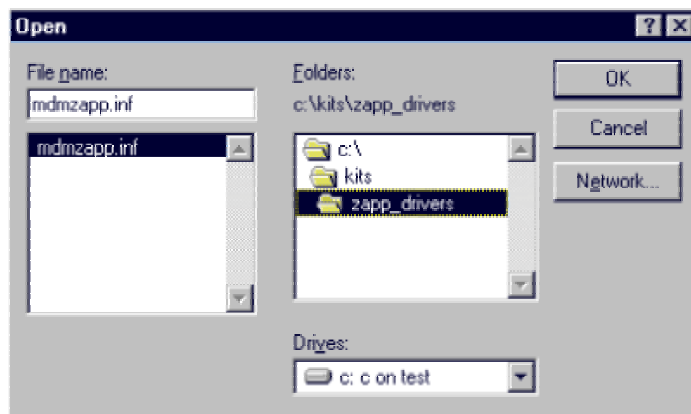 Open
File name:
mdmzapp.inf
mdmzapp.inf
Folders:
c:\kits\zapp_drivers
c:\
kits
zapp_drivers
Drives:
c: c on test
OK
Cancel
Network...